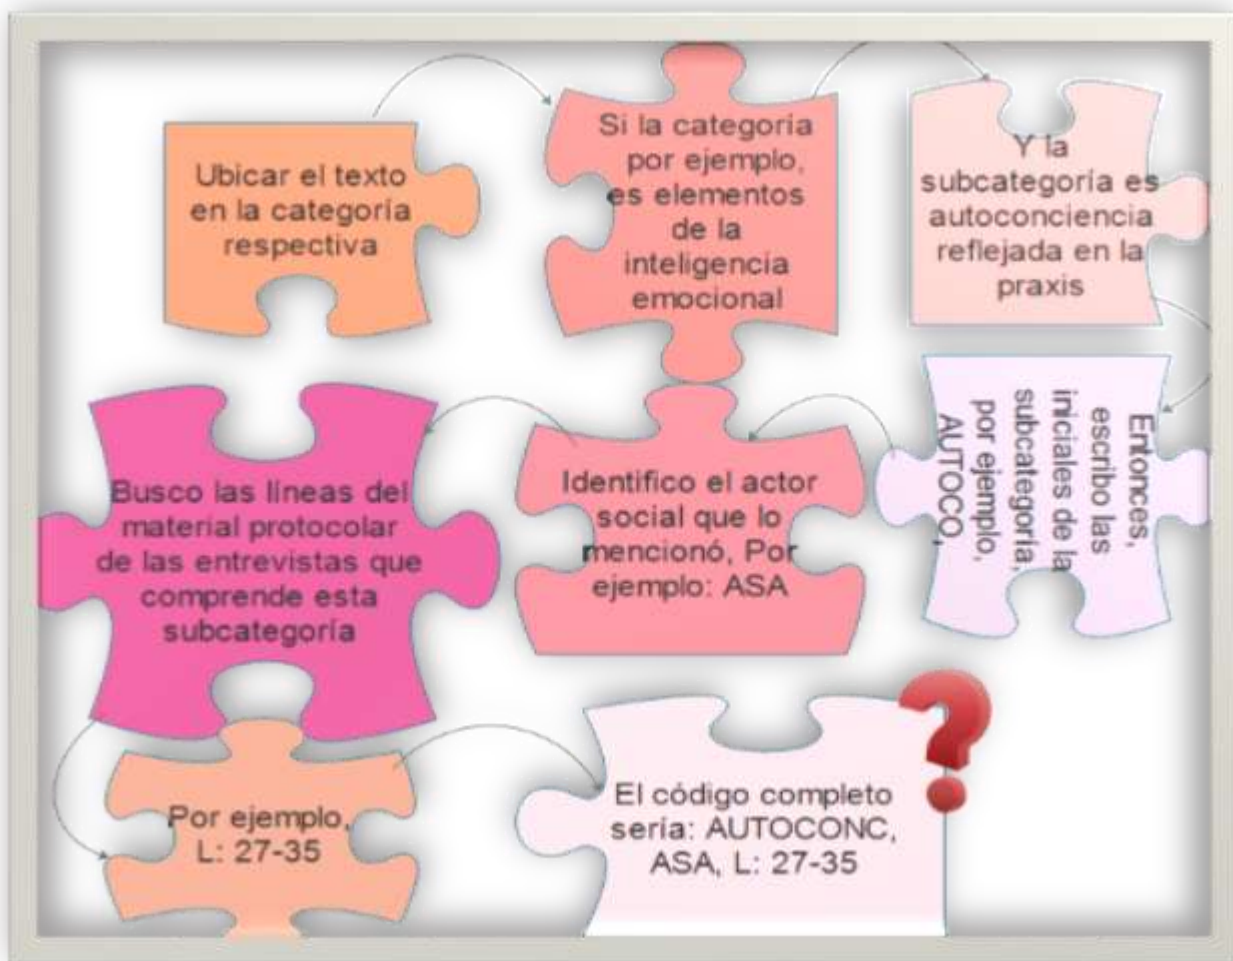 Ubicar el texto
en la categoría
respectiva
Si la categoría
por ejemplo,
es elementos
de la
inteligencia
emocional
Y la
subcategoría es
autoconciencia
reflejada en la
praxis
Entonces,
escribo las
iniciales de la
subcategoría,
por ejemplo,
AUTOCO,
Identifico el actor
social que lo
mencionó, Por
ejemplo: ASA
Busco las líneas del
material protocolar
de las entrevistas que
comprende esta
subcategoría
Por ejemplo,
L: 27-35
El código completo
sería: AUTOCONC,
ASA, L: 27-35
?